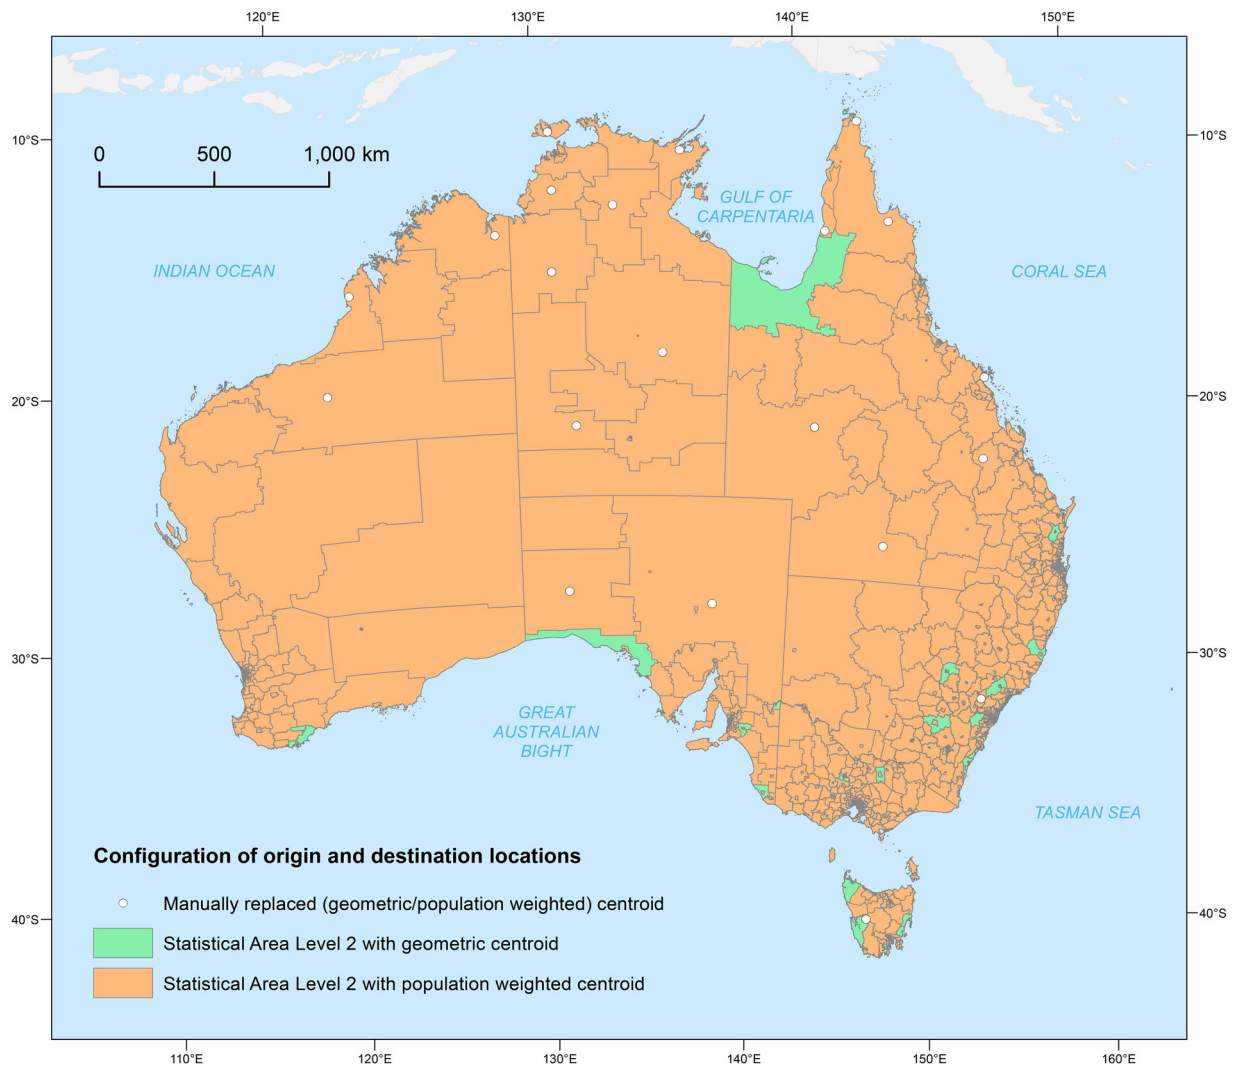 120°E 130°E 140°E 150°E
10°S 10°S
0 500 1,000 km
GULF OF
CARPENTARIA
INDIAN OCEAN CORAL SEA
20°S 20°S
30°S 30°S
GREAT
AUSTRALIAN
BIGHT
TASMAN SEA
Configuration of origin and destination locations
Manually replaced (geometric/population weighted) centroid
40°S 40°S
Statistical Area Level 2 with geometric centroid
Statistical Area Level 2 with population weighted centroid
110°E 120°E 130°E 140°E 150°E 160°E